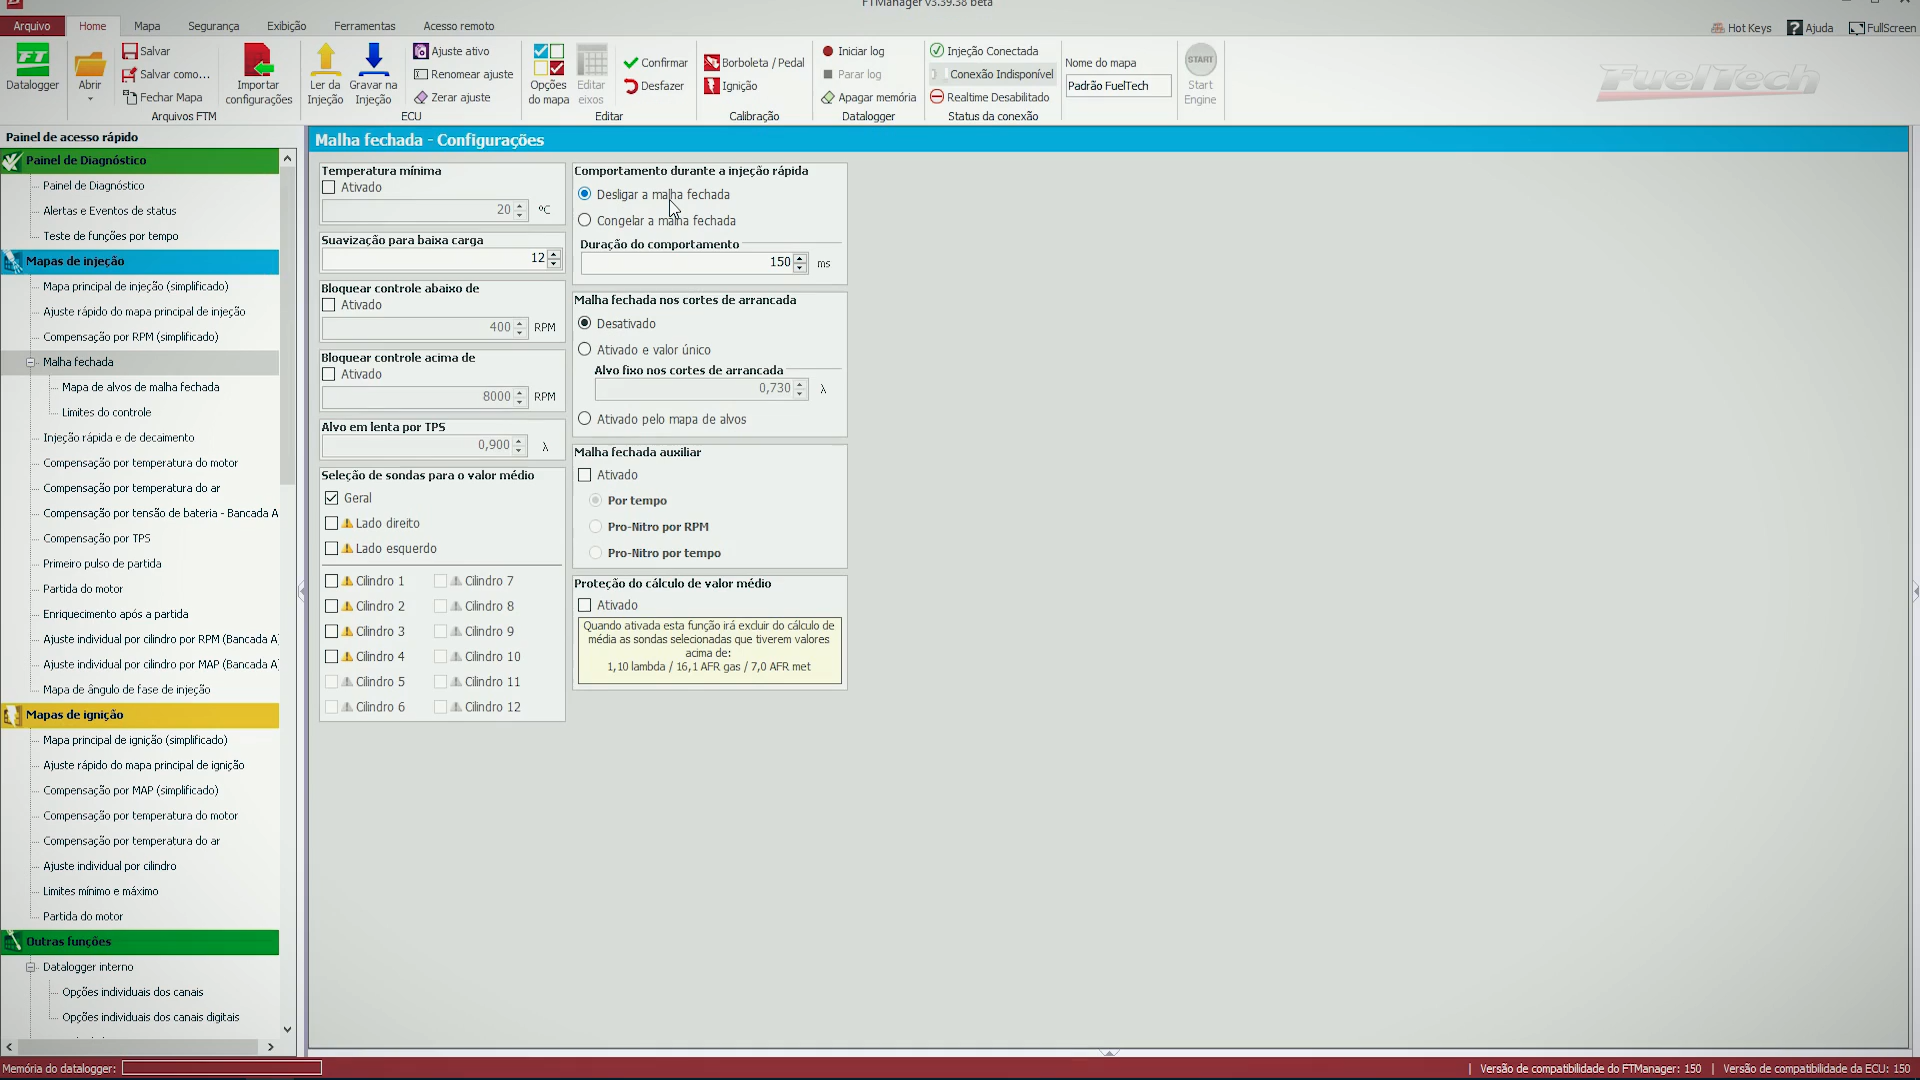 FTManager v3.39.38 beta
Arquivo
Home
Mapa
Segurança
Exibição
Ferramentas
Acesso remoto
Hot Keys
Ajuda
FullScreen
FT
Datalogger
Abrir
Salvar
Salvar como...
Fechar Mapa
Importar
configurações
Arquivos FTM
Ler da
Injeção
Gravar na
Injeção
Ajuste ativo
Renomear ajuste
Zerar ajuste
ECU
Opções
do mapa
Editar
eixos
Confirmar
Desfazer
Editar
Borboleta / Pedal
Ignição
Calibração
Iniciar log
Parar log
Apagar memória
Datalogger
Injeção Conectada
Conexão Indisponível
Realtime Desabilitado
Status da conexão
Nome do mapa
Padrão FuelTech
START
Start
Engine
FuelTech
Painel de acesso rápido
Painel de Diagnóstico
Painel de Diagnóstico
Alertas e Eventos de status
Teste de funções por tempo
Mapas de injeção
Mapa principal de injeção (simplificado)
Ajuste rápido do mapa principal de injeção
Compensação por RPM (simplificado)
Malha fechada
Mapa de alvos de malha fechada
Limites do controle
Injeção rápida e de decaimento
Compensação por temperatura do motor
Compensação por temperatura do ar
Compensação por tensão de bateria - Bancada A
Compensação por TPS
Primeiro pulso de partida
Partida do motor
Enriquecimento após a partida
Ajuste individual por cilindro por RPM (Bancada A)
Ajuste individual por cilindro por MAP (Bancada A)
Mapa de ângulo de fase de injeção
Mapas de ignição
Mapa principal de ignição (simplificado)
Ajuste rápido do mapa principal de ignição
Compensação por MAP (simplificado)
Compensação por temperatura do motor
Compensação por temperatura do ar
Ajuste individual por cilindro
Limites mínimo e máximo
Partida do motor
Outras funções
Datalogger interno
Opções individuais dos canais
Opções individuais dos canais digitais
Malha fechada - Configurações
Temperatura mínima
Ativado
20 ºC
Suavização para baixa carga
12
Bloquear controle abaixo de
Ativado
400 RPM
Bloquear controle acima de
Ativado
8000 RPM
Alvo em lenta por TPS
0,900 λ
Seleção de sondas para o valor médio
Geral
Lado direito
Lado esquerdo
Cilindro 1 Cilindro 7
Cilindro 2 Cilindro 8
Cilindro 3 Cilindro 9
Cilindro 4 Cilindro 10
Cilindro 5 Cilindro 11
Cilindro 6 Cilindro 12
Comportamento durante a injeção rápida
Desligar a malha fechada
Congelar a malha fechada
Duração do comportamento
150 ms
Malha fechada nos cortes de arrancada
Desativado
Ativado e valor único
Alvo fixo nos cortes de arrancada
0,730 λ
Ativado pelo mapa de alvos
Malha fechada auxiliar
Ativado
Por tempo
Pro-Nitro por RPM
Pro-Nitro por tempo
Proteção do cálculo de valor médio
Ativado
Quando ativada esta função irá excluir do cálculo de
média as sondas selecionadas que tiverem valores
acima de:
1,10 lambda / 16,1 AFR gas / 7,0 AFR met
Memória do datalogger:
| Versão de compatibilidade do FTManager: 150 | Versão de compatibilidade da ECU: 150